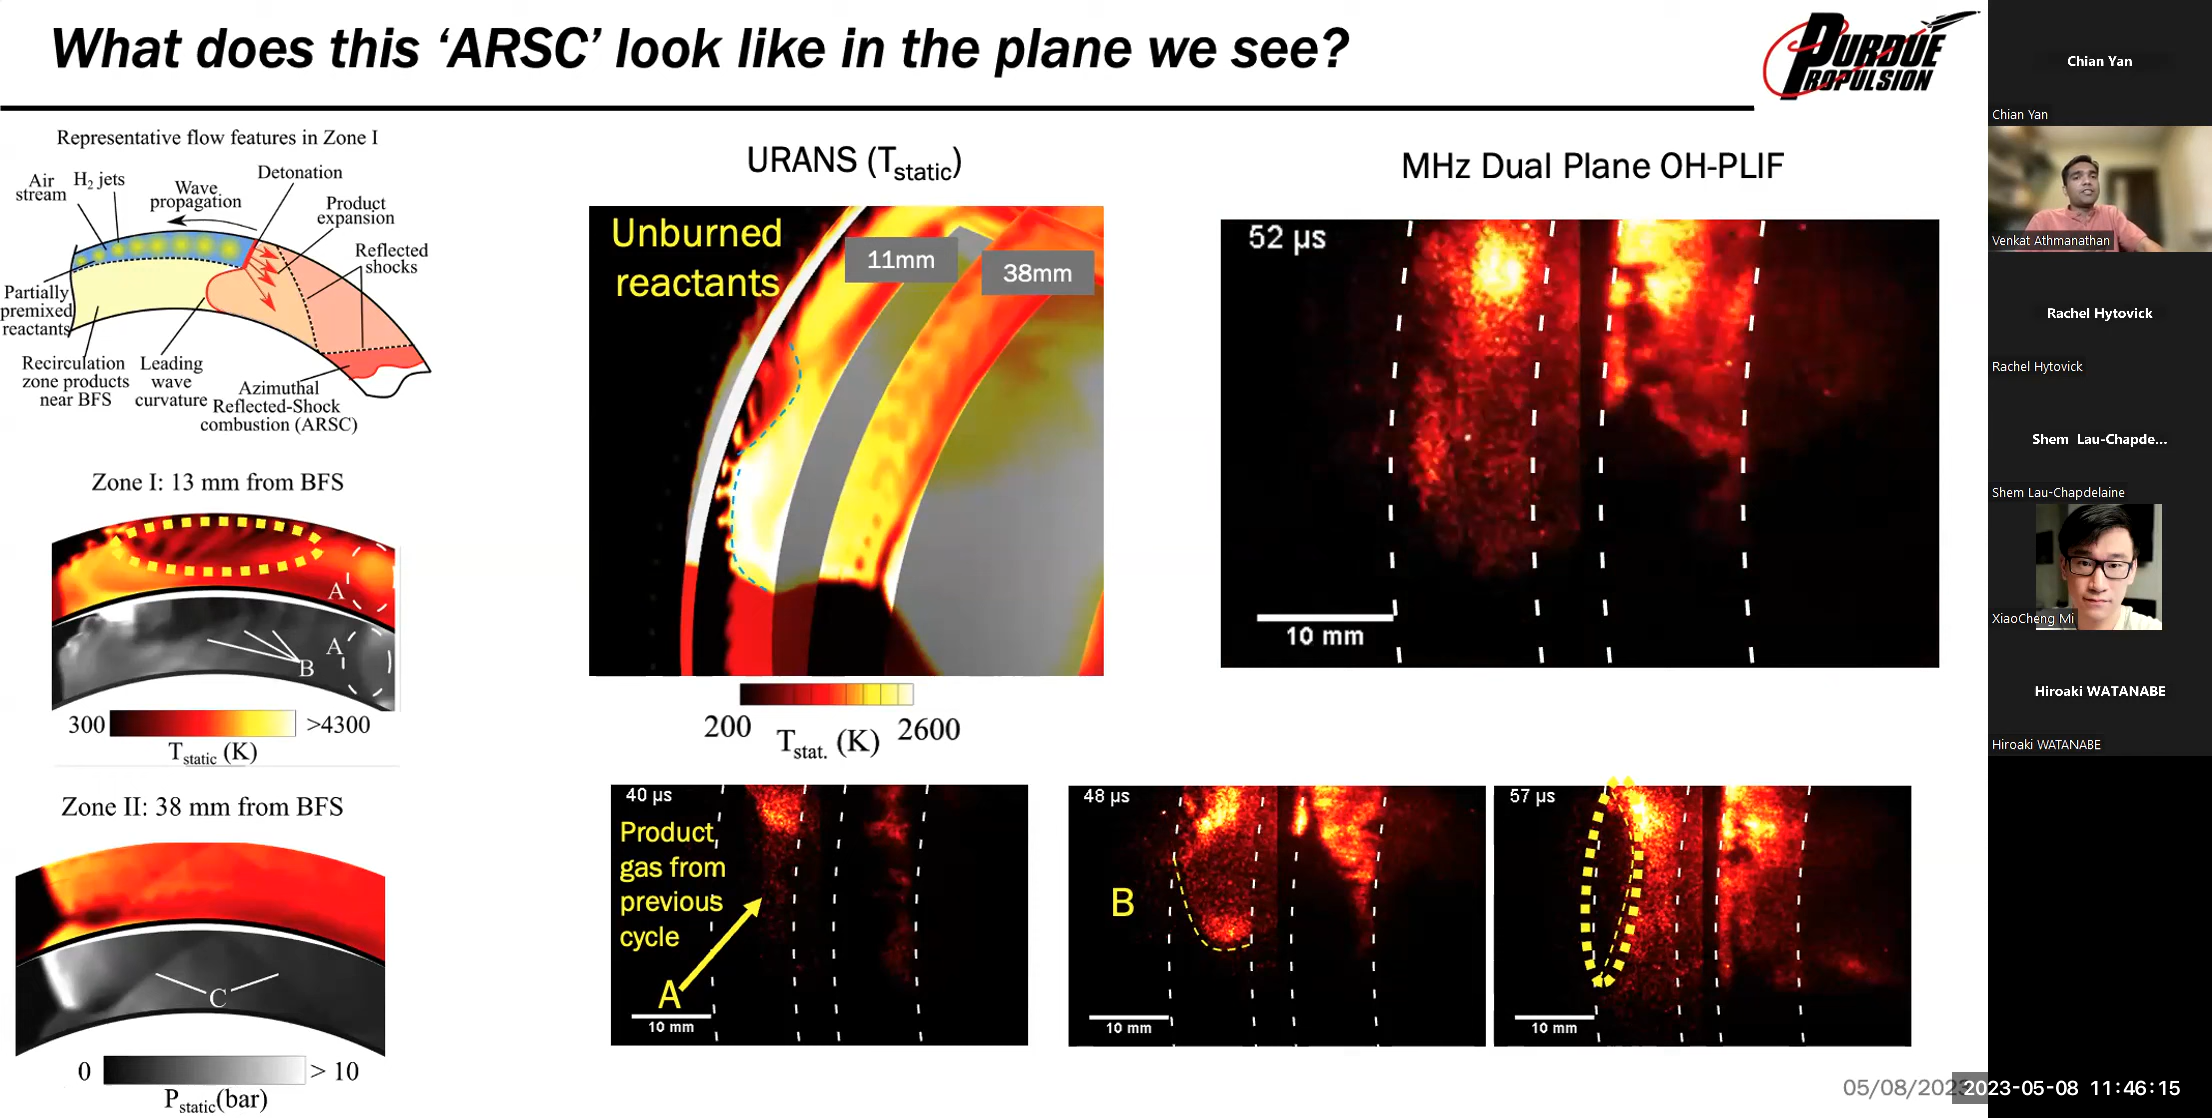 What does this ‘ARSC’ look like in the plane we see?
PURDUE
PROPULSION
Representative flow features in Zone I
Air
stream
H2 jets
Wave
propagation
Detonation
Product
expansion
Reflected
shocks
Partially
premixed
reactants
Recirculation
zone products
near BFS
Leading
wave
curvature
Azimuthal
Reflected-Shock
combustion (ARSC)
Zone I: 13 mm from BFS
A
A
B
300
>4300
Tstatic (K)
Zone II: 38 mm from BFS
C
0
> 10
Pstatic(bar)
URANS (Tstatic)
Unburned
reactants
11mm
38mm
200
2600
Tstat. (K)
MHz Dual Plane OH-PLIF
52 µs
10 mm
40 µs
Product
gas from
previous
cycle
A
10 mm
48 µs
B
10 mm
57 µs
10 mm
05/08/2023
2023-05-08 11:46:15
Chian Yan
Chian Yan
Venkat Athmanathan
Rachel Hytovick
Rachel Hytovick
Shem Lau-Chapde...
Shem Lau-Chapdelaine
XiaoCheng Mi
Hiroaki WATANABE
Hiroaki WATANABE